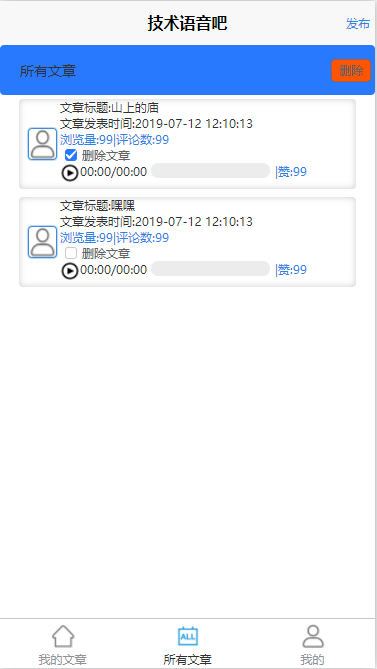 技术语音吧
发布
所有文章
删除
文章标题:山上的庙
文章发表时间:2019-07-12 12:10:13
浏览量:99|评论数:99
删除文章
00:00/00:00 |赞:99
文章标题:嘿嘿
文章发表时间:2019-07-12 12:10:13
浏览量:99|评论数:99
删除文章
00:00/00:00 |赞:99
ALL
我的文章 所有文章 我的